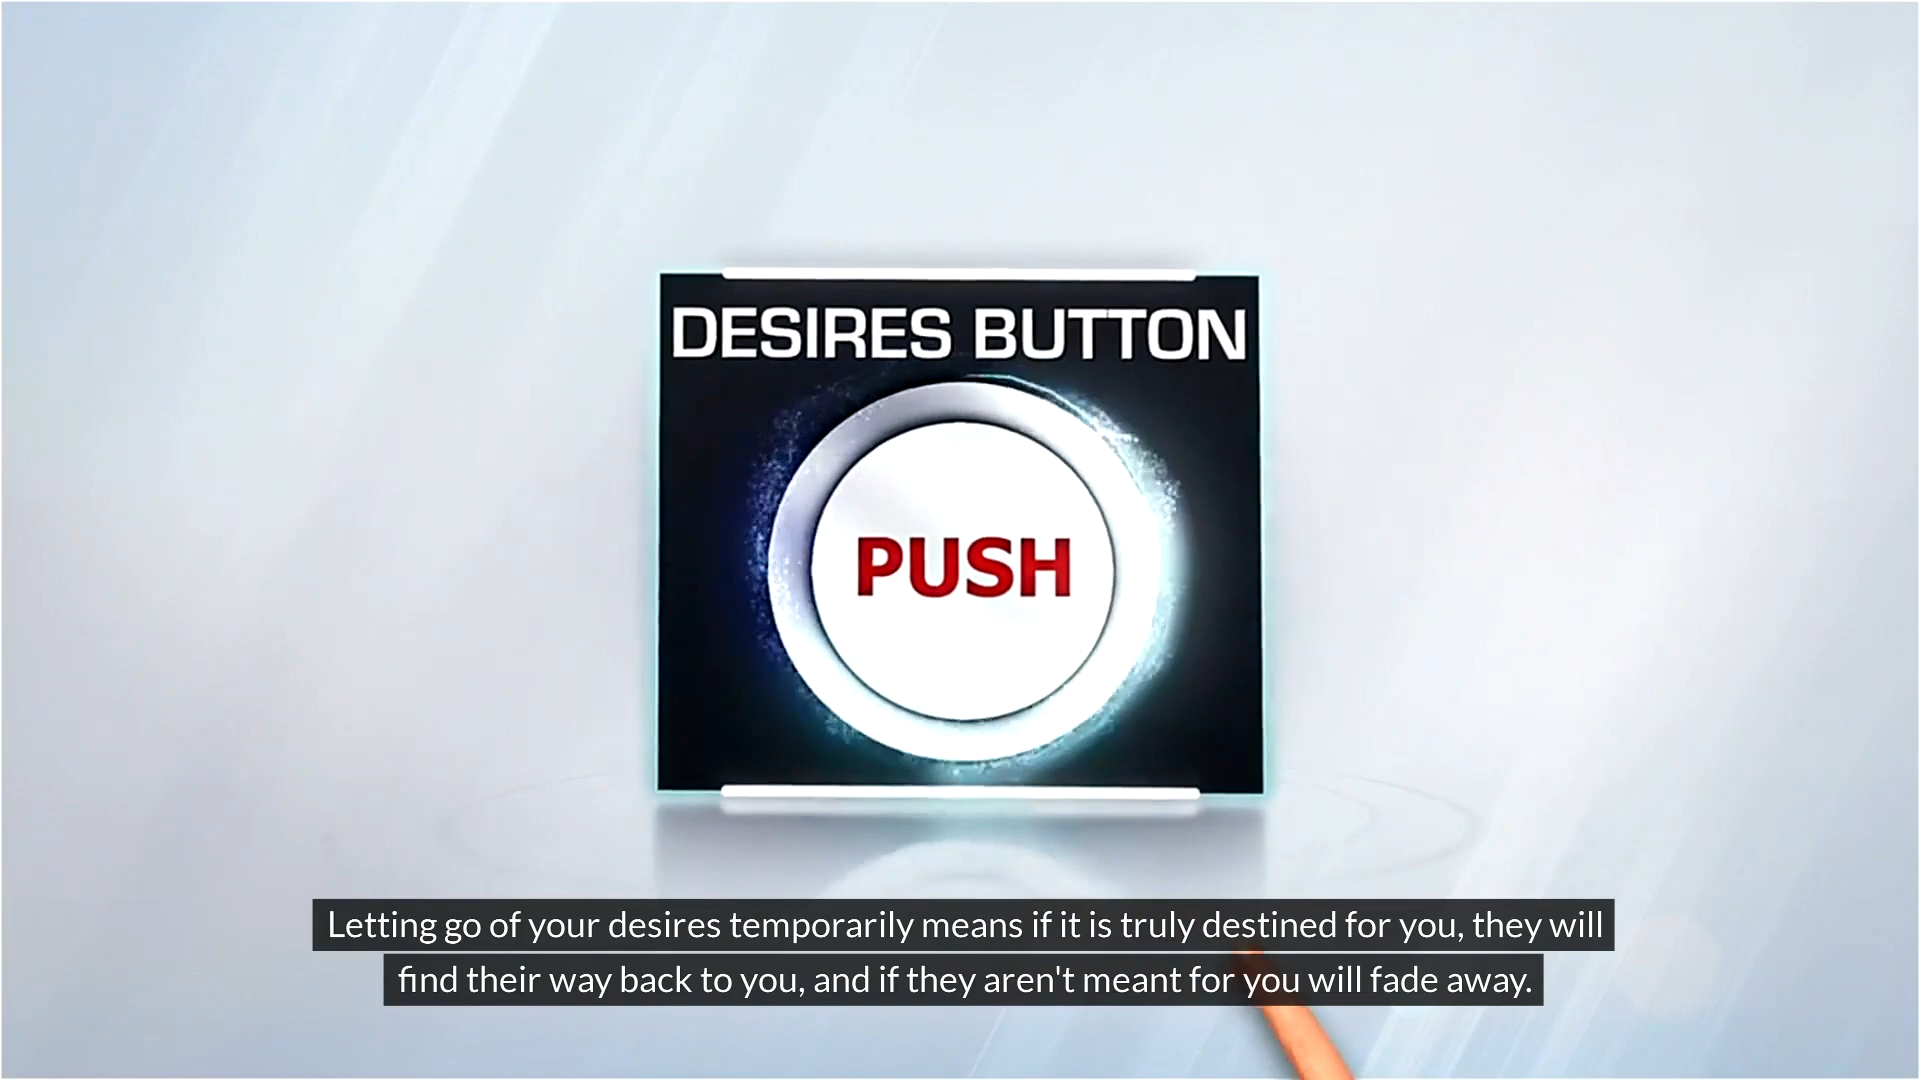 DESIRES BUTTON
PUSH
Letting go of your desires temporarily means if it is truly destined for you, they will
find their way back to you, and if they aren't meant for you will fade away.